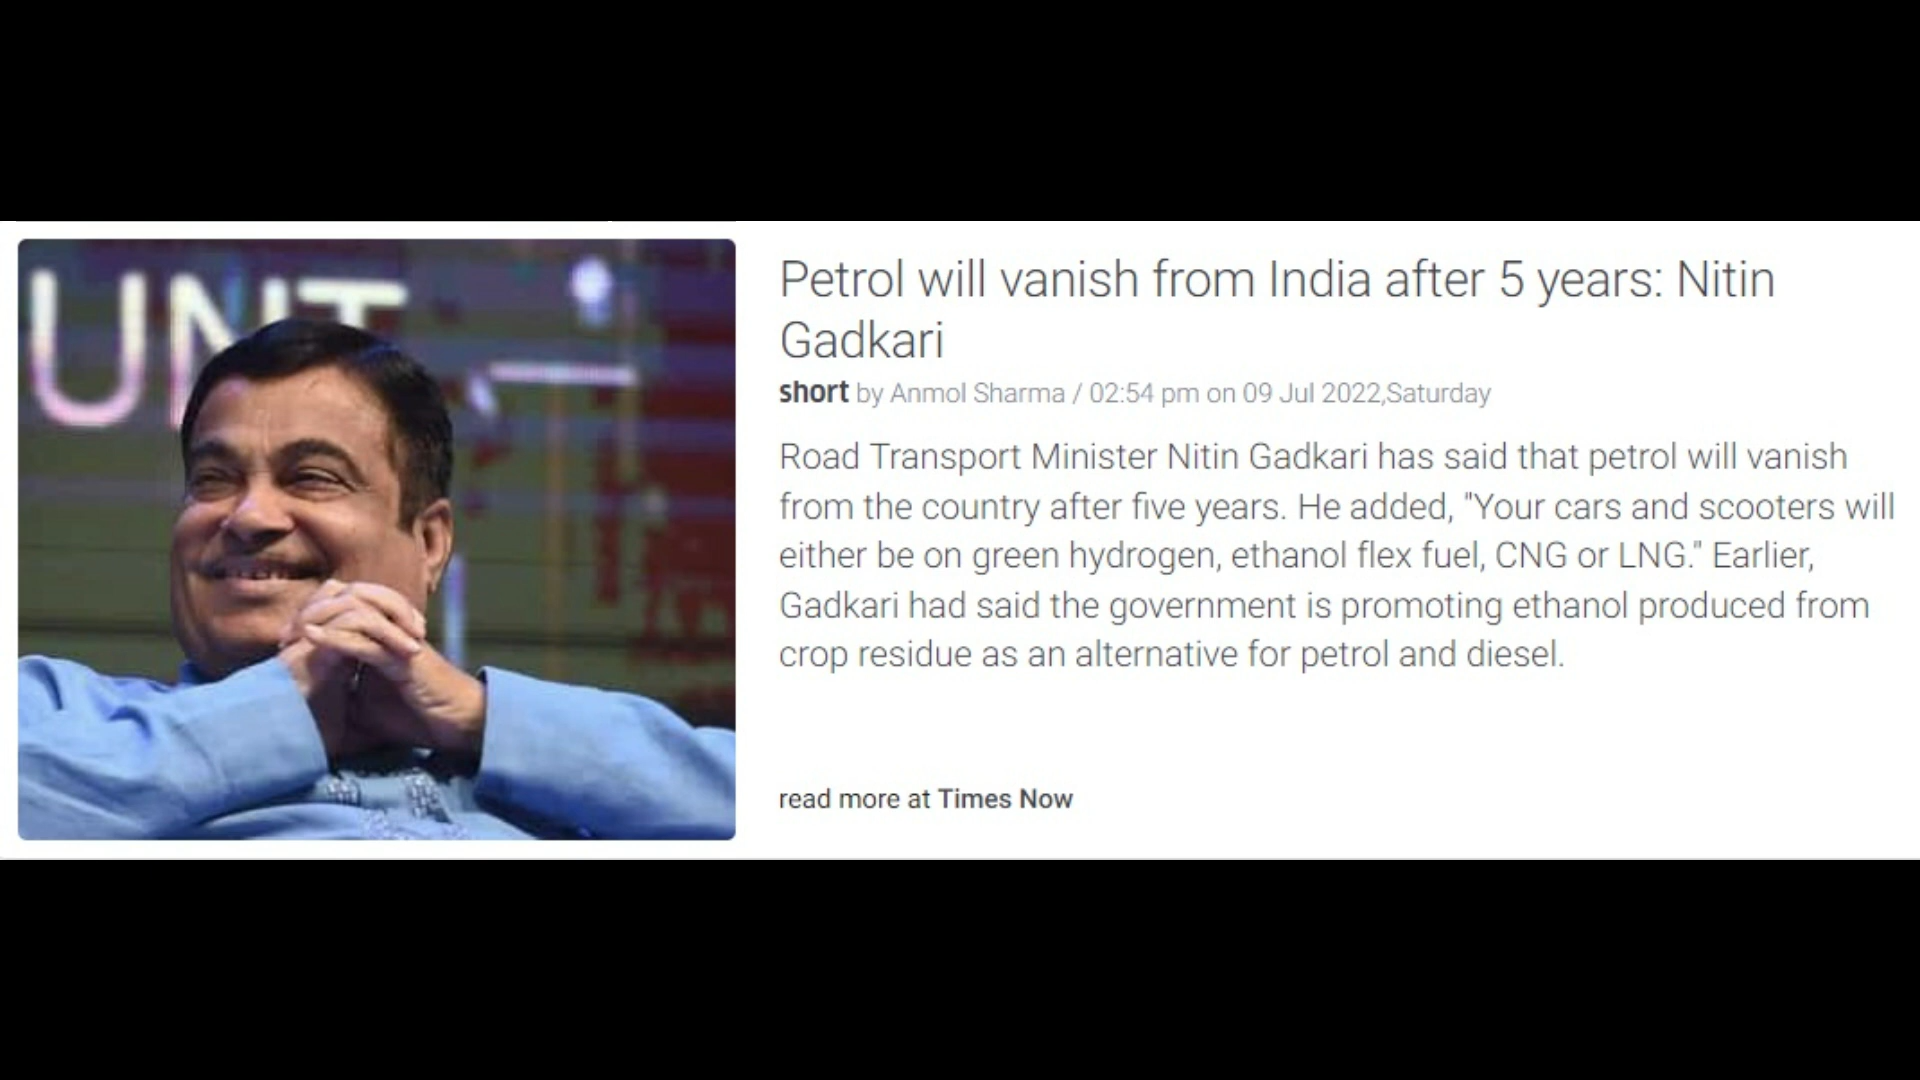 UNT
Petrol will vanish from India after 5 years: Nitin
Gadkari
short by Anmol Sharma / 02:54 pm on 09 Jul 2022,Saturday
Road Transport Minister Nitin Gadkari has said that petrol will vanish
from the country after five years. He added, "Your cars and scooters will
either be on green hydrogen, ethanol flex fuel, CNG or LNG." Earlier,
Gadkari had said the government is promoting ethanol produced from
crop residue as an alternative for petrol and diesel.
read more at Times Now